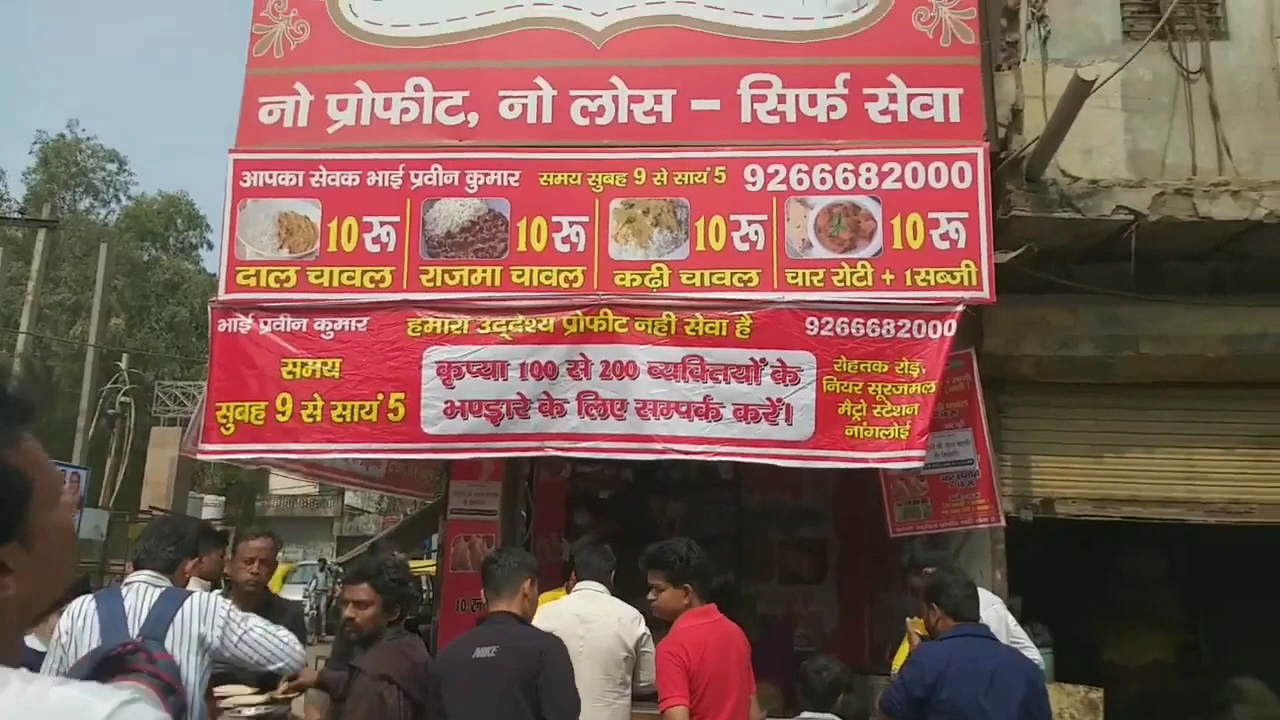 नो प्रोफीट, नो लोस - सिर्फ सेवा
आपका सेवक भाई प्रवीन कुमार समय सुबह 9 से सायं 5 9266682000
10 रू 10 रू 10 रू 10 रू
दाल चावल राजमा चावल कढ़ी चावल चार रोटी + 1सब्जी
भाई प्रवीन कुमार हमारा उद्देश्य प्रोफीट नही सेवा है 9266682000
समय
सुबह 9 से सायं 5
कृप्या 100 से 200 व्यक्तियों के
भण्डारे के लिए सम्पर्क करें।
रोहतक रोड़,
नियर सूरजमल
मैट्रो स्टेशन
नांगलोई
NIKE